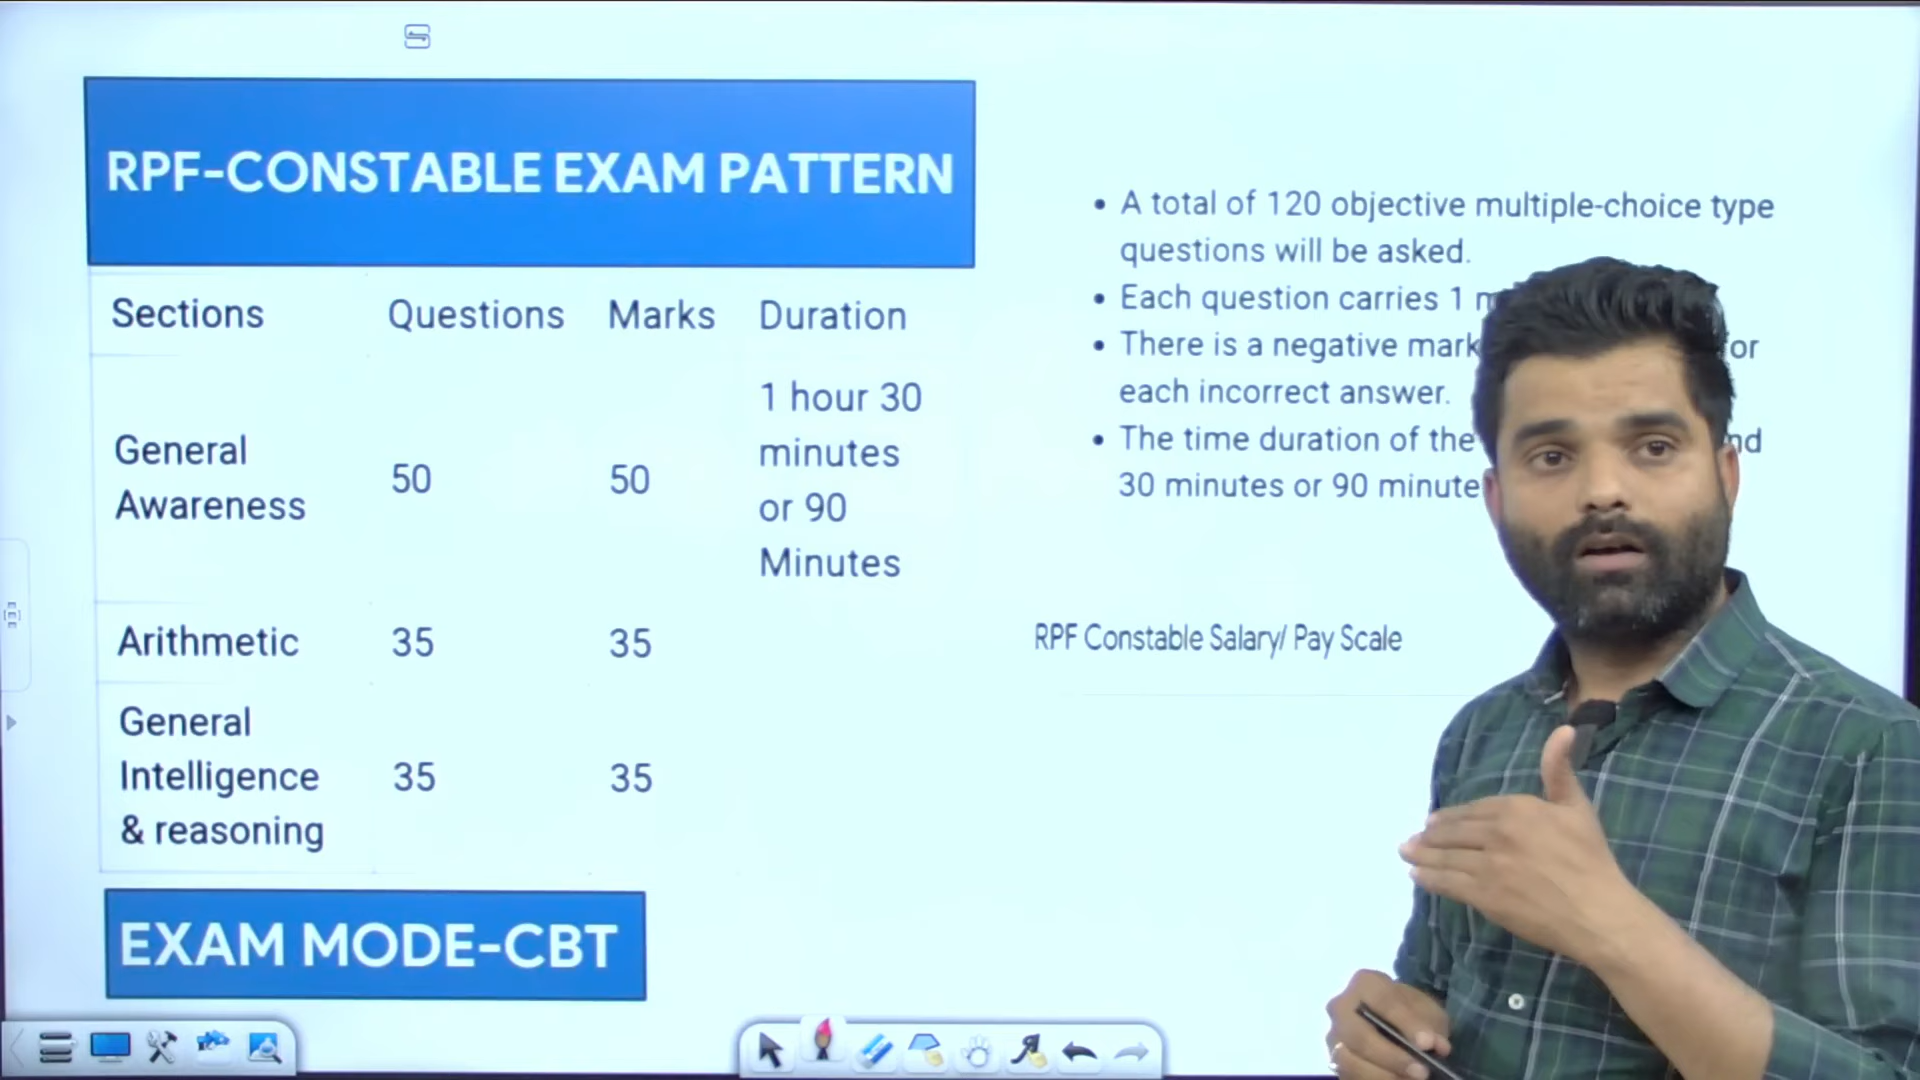 RPF-CONSTABLE EXAM PATTERN
Sections Questions Marks Duration
General Awareness 50 50 1 hour 30 minutes or 90 Minutes
Arithmetic 35 35
General Intelligence & reasoning 35 35
EXAM MODE-CBT
• A total of 120 objective multiple-choice type
questions will be asked.
• Each question carries 1
• There is a negative
each incorrect answer.
• The time duration of the
30 minutes or 90
RPF Constable Salary/ Pay Scale